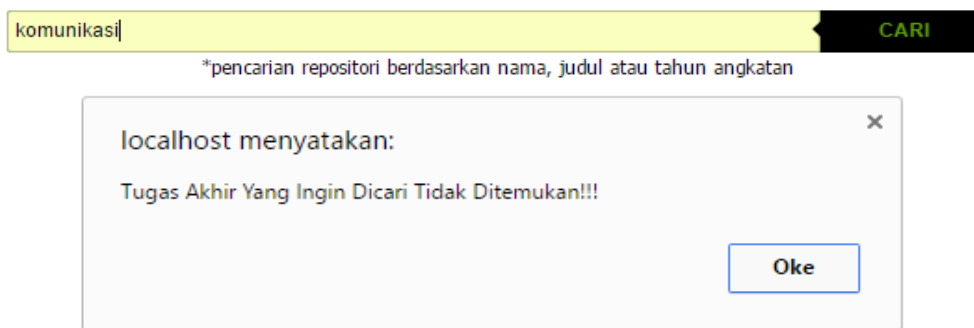 komunikasi
CARI
*pencarian repositori berdasarkan nama, judul atau tahun angkatan
localhost menyatakan:
Tugas Akhir Yang Ingin Dicari Tidak Ditemukan!!!
Oke